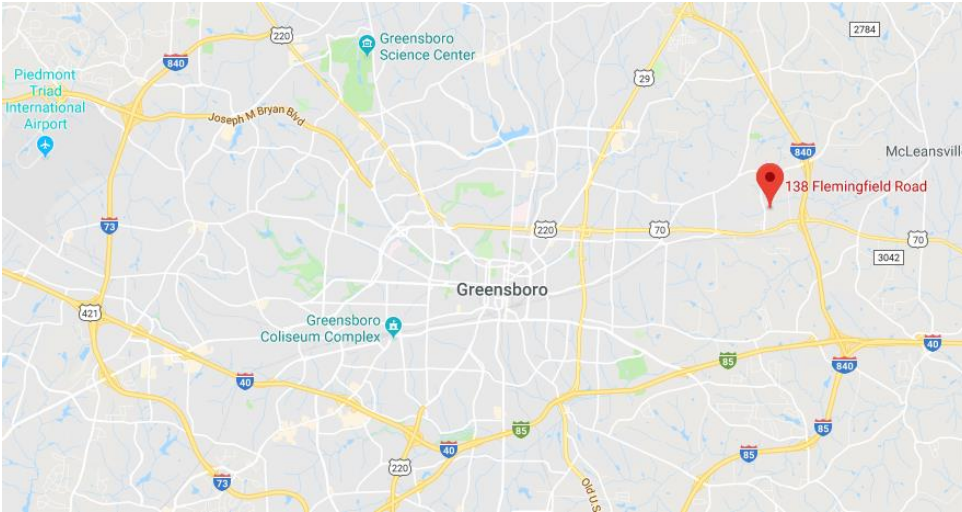 220
Greensboro
Science Center
2784
840
Piedmont
Triad
International
Airport
29
Joseph M Bryan Blvd
840
McLeansvill
138 Flemingfield Road
73
220
70
70
3042
Greensboro
421
Greensboro
Coliseum Complex
40
85
840
40
85
85
40
220
85
73
Old U.S